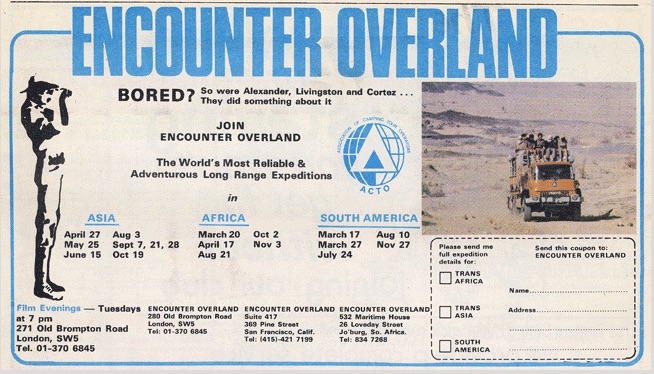 ENCOUNTER OVERLAND
BORED? So were Alexander, Livingston and Cortez ...
They did something about it
JOIN
ENCOUNTER OVERLAND
The World's Most Reliable &
Adventurous Long Range Expeditions
in
ASSOCIATION OF CAMPING TOUR OPERATORS
ACTO
ASIA
April 27 Aug 3
May 25 Sept 7, 21, 28
June 15 Oct 19
AFRICA
March 20 Oct 2
April 17 Nov 3
Aug 21
SOUTH AMERICA
March 17 Aug 10
March 27 Nov 27
July 24
Film Evenings — Tuesdays
at 7 pm
271 Old Brompton Road
London, SW5
Tel. 01-370 6845
ENCOUNTER OVERLAND
280 Old Brompton Road
London, SW5
Tel: 01-370 6845
ENCOUNTER OVERLAND
Suite 417
369 Pine Street
San Francisco, Calif.
Tel: (415)-421 7199
ENCOUNTER OVERLAND
532 Maritime House
26 Loveday Street
Jo'burg, So. Africa.
Tel: 834 7268
Please send me
full expedition
details for:
TRANS
AFRICA
TRANS
ASIA
SOUTH
AMERICA
Send this coupon to:
ENCOUNTER OVERLAND
Name
Address